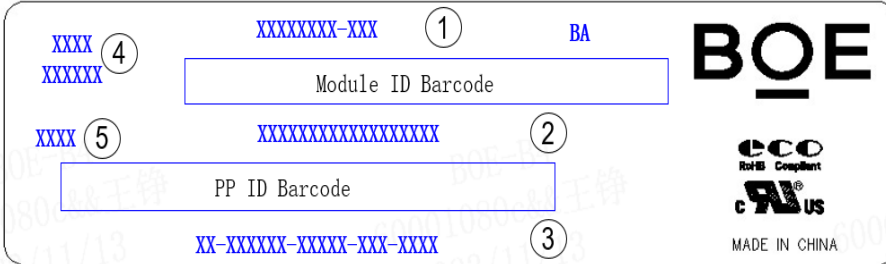 XXXXXXXX-XXX ① BA
XXXX ④
XXXXXX
BOE
Module ID Barcode
XXXX ⑤ XXXXXXXXXXXXXXXXXX ②
eco
RoHS Compliant
PP ID Barcode
c RU ® US
XX-XXXXXX-XXXXX-XXX-XXXX ③
MADE IN CHINA